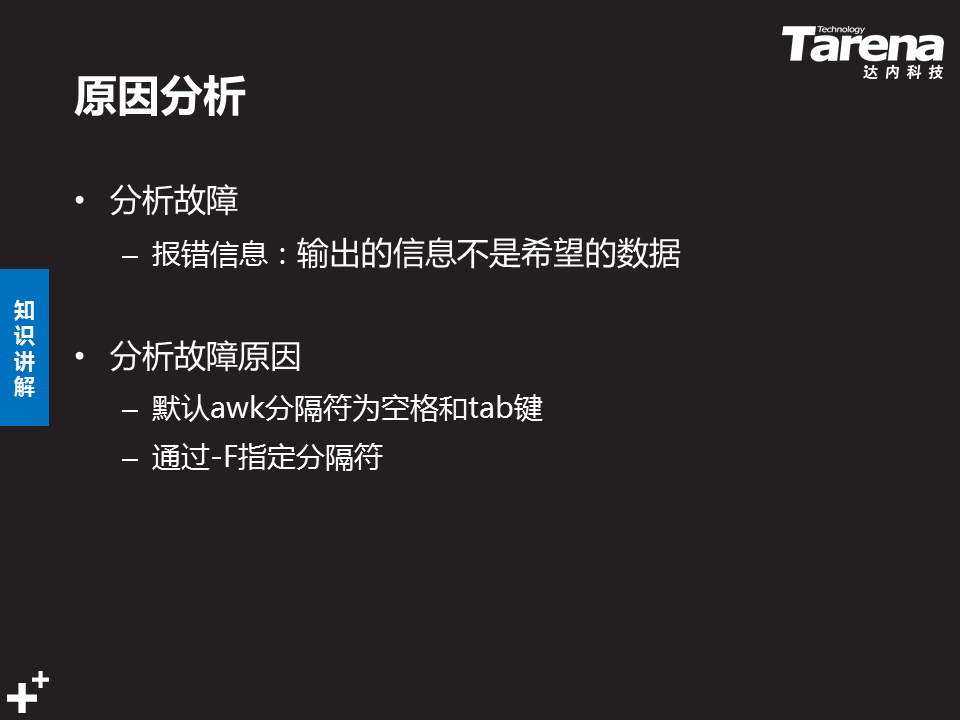 Technology
Tarena
达内科技
原因分析
• 分析故障
– 报错信息：输出的信息不是希望的数据
知识讲解
• 分析故障原因
– 默认awk分隔符为空格和tab键
– 通过-F指定分隔符